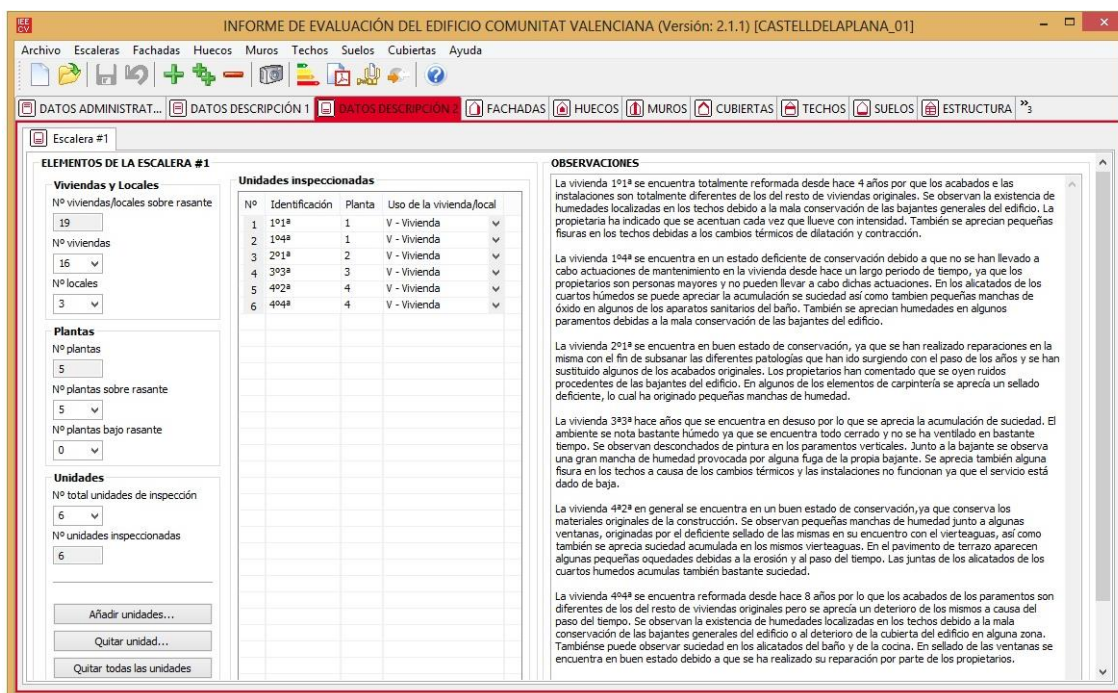 IEE
CV
INFORME DE EVALUACIÓN DEL EDIFICIO COMUNITAT VALENCIANA (Versión: 2.1.1) [CASTELLDELAPLANA_01]
Archivo Escaleras Fachadas Huecos Muros Techos Suelos Cubiertas Ayuda
DATOS ADMINISTRAT... DATOS DESCRIPCIÓN 1 DATOS DESCRIPCIÓN 2 FACHADAS HUECOS MUROS CUBIERTAS TECHOS SUELOS ESTRUCTURA »3
Escalera #1
ELEMENTOS DE LA ESCALERA #1
Viviendas y Locales
Nº viviendas/locales sobre rasante
19
Nº viviendas
16
Nº locales
3
Plantas
Nº plantas
5
Nº plantas sobre rasante
5
Nº plantas bajo rasante
0
Unidades
Nº total unidades de inspección
6
Nº unidades inspeccionadas
6
Añadir unidades...
Quitar unidad...
Quitar todas las unidades
Unidades inspeccionadas
Nº Identificación Planta Uso de la vivienda/local
1 1º1ª 1 V - Vivienda
2 1º4ª 1 V - Vivienda
3 2º1ª 2 V - Vivienda
4 3º3ª 3 V - Vivienda
5 4º2ª 4 V - Vivienda
6 4º4ª 4 V - Vivienda
OBSERVACIONES
La vivienda 1º1ª se encuentra totalmente reformada desde hace 4 años por que los acabados e las
instalaciones son totalmente diferentes de los del resto de viviendas originales. Se observan la existencia de
humedades localizadas en los techos debido a la mala conservación de las bajantes generales del edificio. La
propietaria ha indicado que se acentuan cada vez que llueve con intensidad. También se aprecian pequeñas
fisuras en los techos debidas a los cambios térmicos de dilatación y contracción.
La vivienda 1º4ª se encuentra en un estado deficiente de conservación debido a que no se han llevado a
cabo actuaciones de mantenimiento en la vivienda desde hace un largo periodo de tiempo, ya que los
propietarios son personas mayores y no pueden llevar a cabo dichas actuaciones. En los alicatados de los
cuartos húmedos se puede apreciar la acumulación se suciedad así como tambien pequeñas manchas de
óxido en algunos de los aparatos sanitarios del baño. También se aprecian humedades en algunos
paramentos debidas a la mala conservación de las bajantes del edificio.
La vivienda 2º1ª se encuentra en buen estado de conservación, ya que se han realizado reparaciones en la
misma con el fin de subsanar las diferentes patologías que han ido surgiendo con el paso de los años y se han
sustituido algunos de los acabados originales. Los propietarios han comentado que se oyen ruidos
procedentes de las bajantes del edificio. En algunos de los elementos de carpintería se aprecía un sellado
deficiente, lo cual ha originado pequeñas manchas de humedad.
La vivienda 3ª3ª hace años que se encuentra en desuso por lo que se aprecia la acumulación de suciedad. El
ambiente se nota bastante húmedo ya que se encuentra todo cerrado y no se ha ventilado en bastante
tiempo. Se observan desconchados de pintura en los paramentos verticales. Junto a la bajante se observa
una gran mancha de humedad provocada por alguna fuga de la propia bajante. Se aprecia también alguna
fisura en los techos a causa de los cambios térmicos y las instalaciones no funcionan ya que el servicio está
dado de baja.
La vivienda 4ª2ª en general se encuentra en un buen estado de conservación,ya que conserva los
materiales originales de la construcción. Se observan pequeñas manchas de humedad junto a algunas
ventanas, originadas por el deficiente sellado de las mismas en su encuentro con el vierteaguas, así como
también se aprecia suciedad acumulada en los mismos vierteaguas. En el pavimento de terrazo aparecen
algunas pequeñas oquedades debidas a la erosión y al paso del tiempo. Las juntas de los alicatados de los
cuartos humedos acumulas también bastante suciedad.
La vivienda 4º4ª se encuentra reformada desde hace 8 años por lo que los acabados de los paramentos son
diferentes de los del resto de viviendas originales pero se aprecía un deterioro de los mismos a causa del
paso del tiempo. Se observan la existencia de humedades localizadas en los techos debido a la mala
conservación de las bajantes generales del edificio o al deterioro de la cubierta del edificio en alguna zona.
Tambiénse puede observar suciedad en los alicatados del baño y de la cocina. En sellado de las ventanas se
encuentra en buen estado debido a que se ha realizado su reparación por parte de los propietarios.